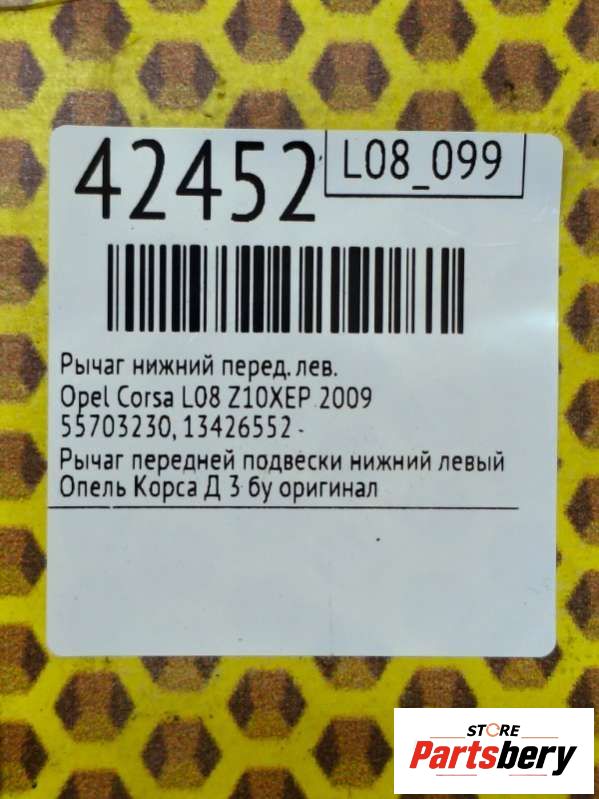 42452
L08_099
Рычаг нижний перед. лев.
Opel Corsa L08 Z10XEP 2009
55703230, 13426552 -
Рычаг передней подвески нижний левый
Опель Корса Д 3 бу оригинал
STORE
Partsbery